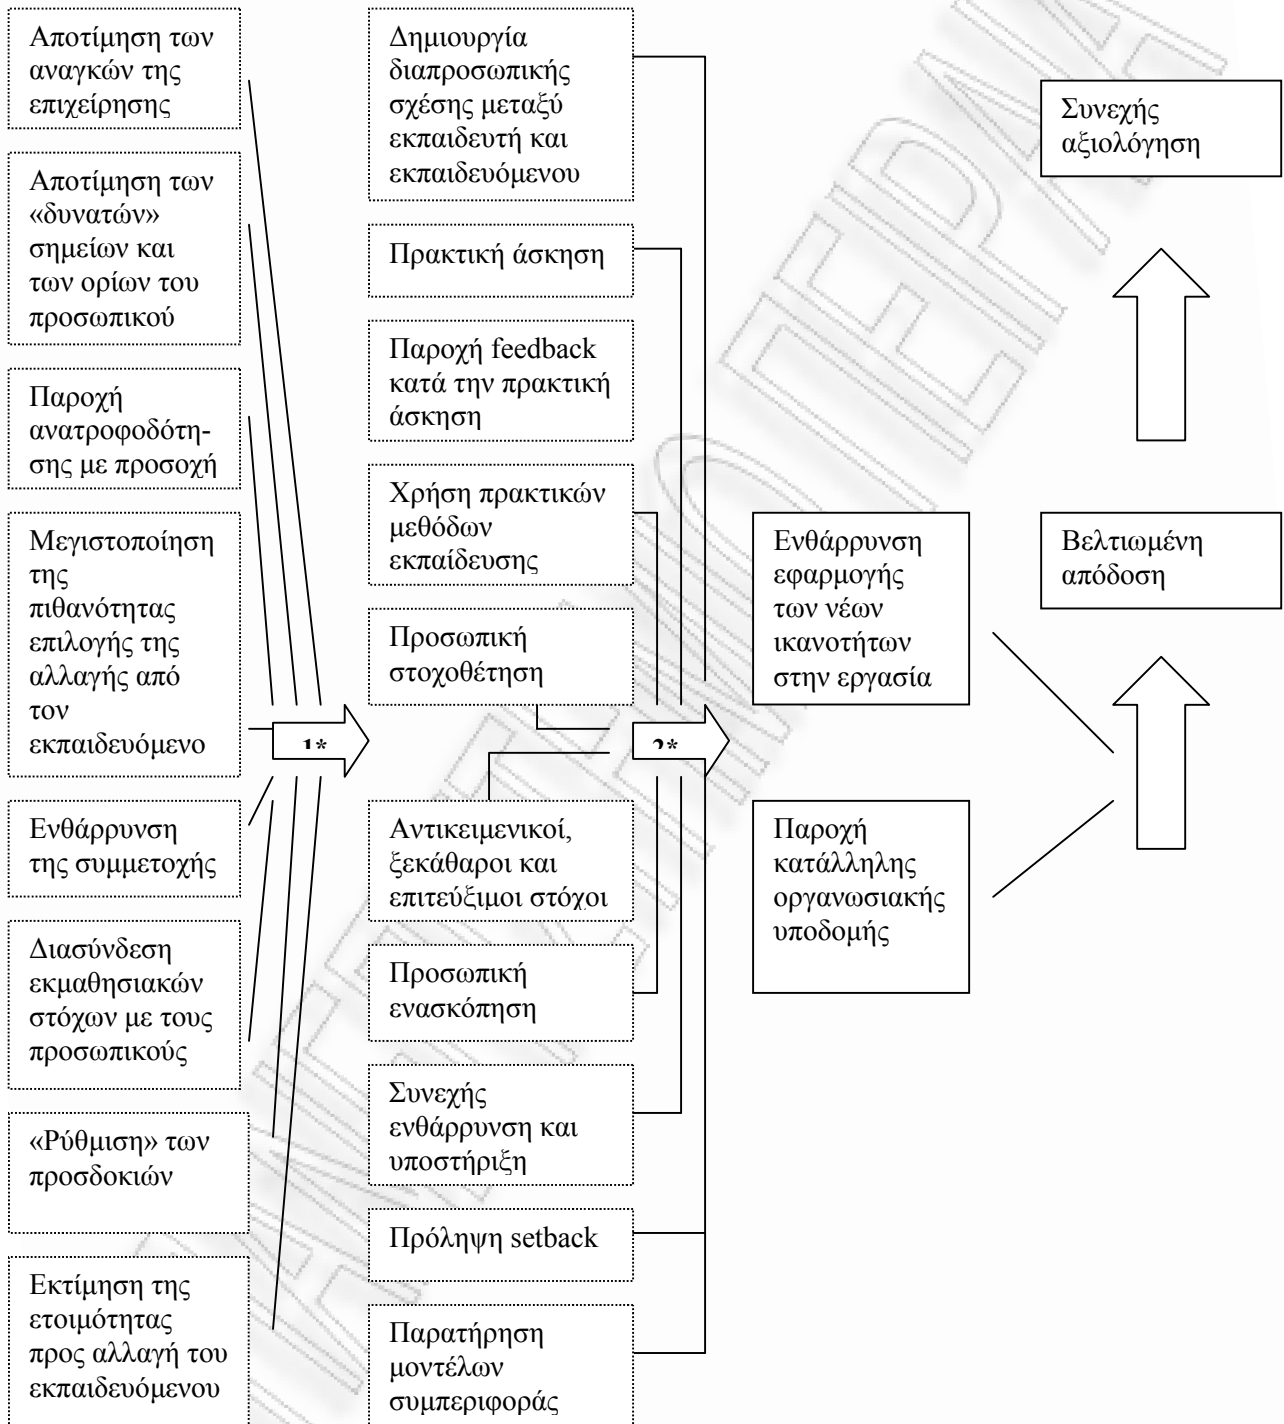 Αποτίμηση των
αναγκών της
επιχείρησης
Αποτίμηση των
«δυνατών»
σημείων και
των ορίων του
προσωπικού
Παροχή
ανατροφοδότη-
σης με προσοχή
Μεγιστοποίηση
της
πιθανότητας
επιλογής της
αλλαγής από
τον
εκπαιδευόμενο
Ενθάρρυνση
της συμμετοχής
Διασύνδεση
εκμαθησιακών
στόχων με τους
προσωπικούς
«Ρύθμιση» των
προσδοκιών
Εκτίμηση της
ετοιμότητας
προς αλλαγή του
εκπαιδευόμενου
1*
Δημιουργία
διαπροσωπικής
σχέσης μεταξύ
εκπαιδευτή και
εκπαιδευόμενου
Πρακτική άσκηση
Παροχή feedback
κατά την πρακτική
άσκηση
Χρήση πρακτικών
μεθόδων
εκπαίδευσης
Προσωπική
στοχοθέτηση
Αντικειμενικοί,
ξεκάθαροι και
επιτεύξιμοι στόχοι
Προσωπική
ενασκόπηση
Συνεχής
ενθάρρυνση και
υποστήριξη
Πρόληψη setback
Παρατήρηση
μοντέλων
συμπεριφοράς
2*
Ενθάρρυνση
εφαρμογής
των νέων
ικανοτήτων
στην εργασία
Παροχή
κατάλληλης
οργανωσιακής
υποδομής
Βελτιωμένη
απόδοση
Συνεχής
αξιολόγηση